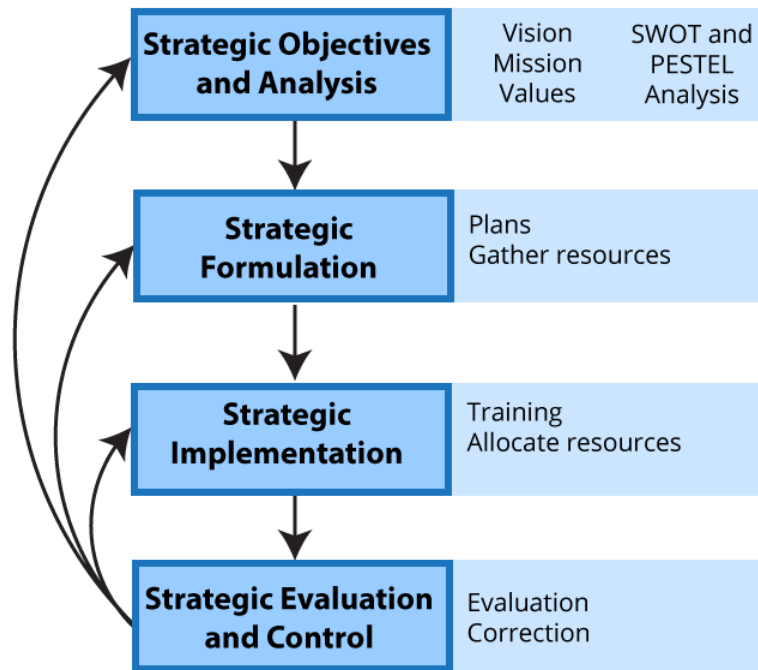 Strategic Objectives
and Analysis
Vision
Mission
Values
SWOT and
PESTEL
Analysis
Strategic
Formulation
Plans
Gather resources
Strategic
Implementation
Training
Allocate resources
Strategic Evaluation
and Control
Evaluation
Correction